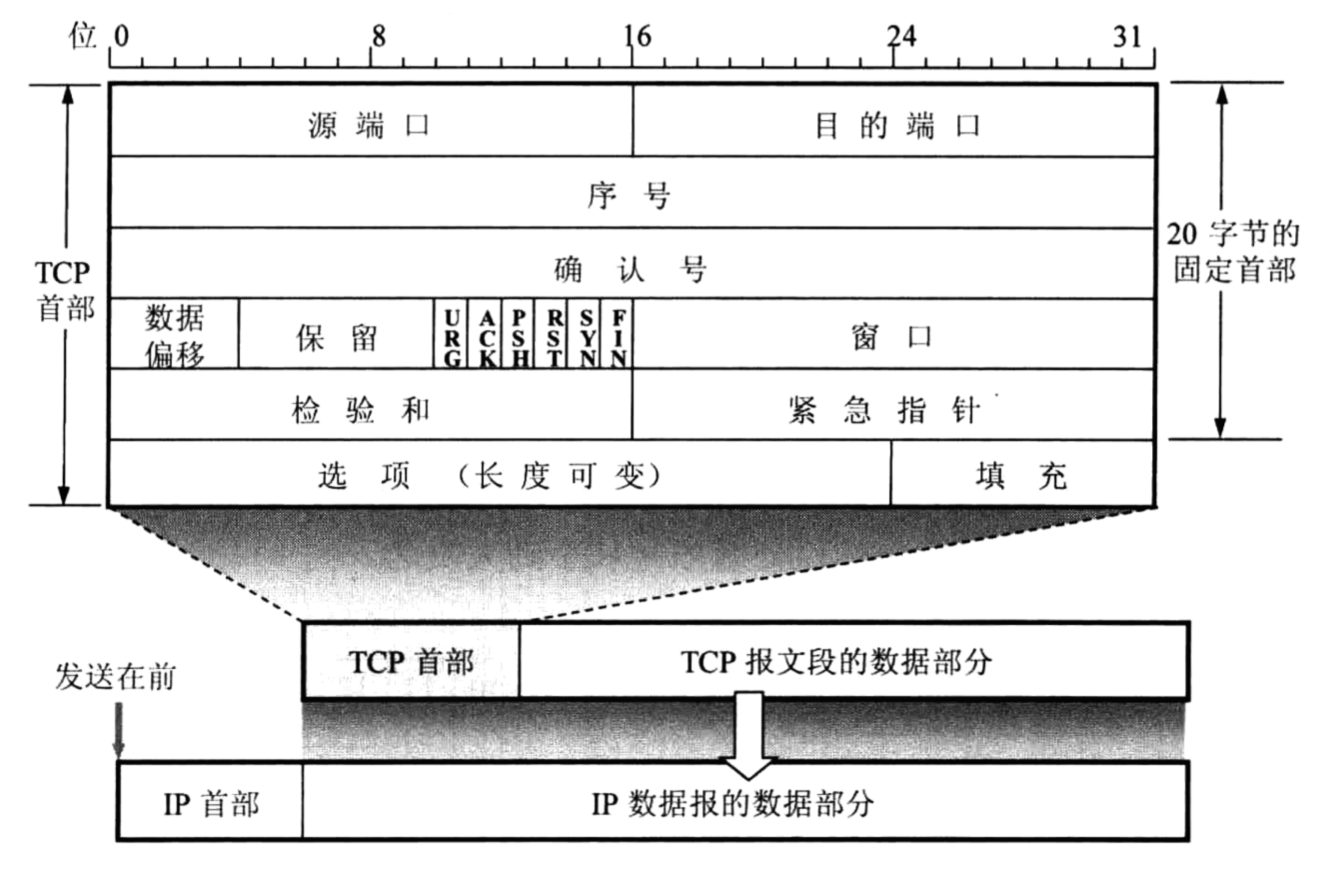 位 0 8 16 24 31
源端口 目的端口
序号
确认号
TCP
首部
20 字节的
固定首部
数据
偏移
保留
URG
ACK
PSH
RST
SYN
FIN
窗口
检验和 紧急指针
选项 （长度可变） 填充
TCP 首部 TCP 报文段的数据部分
发送在前
IP 首部 IP 数据报的数据部分